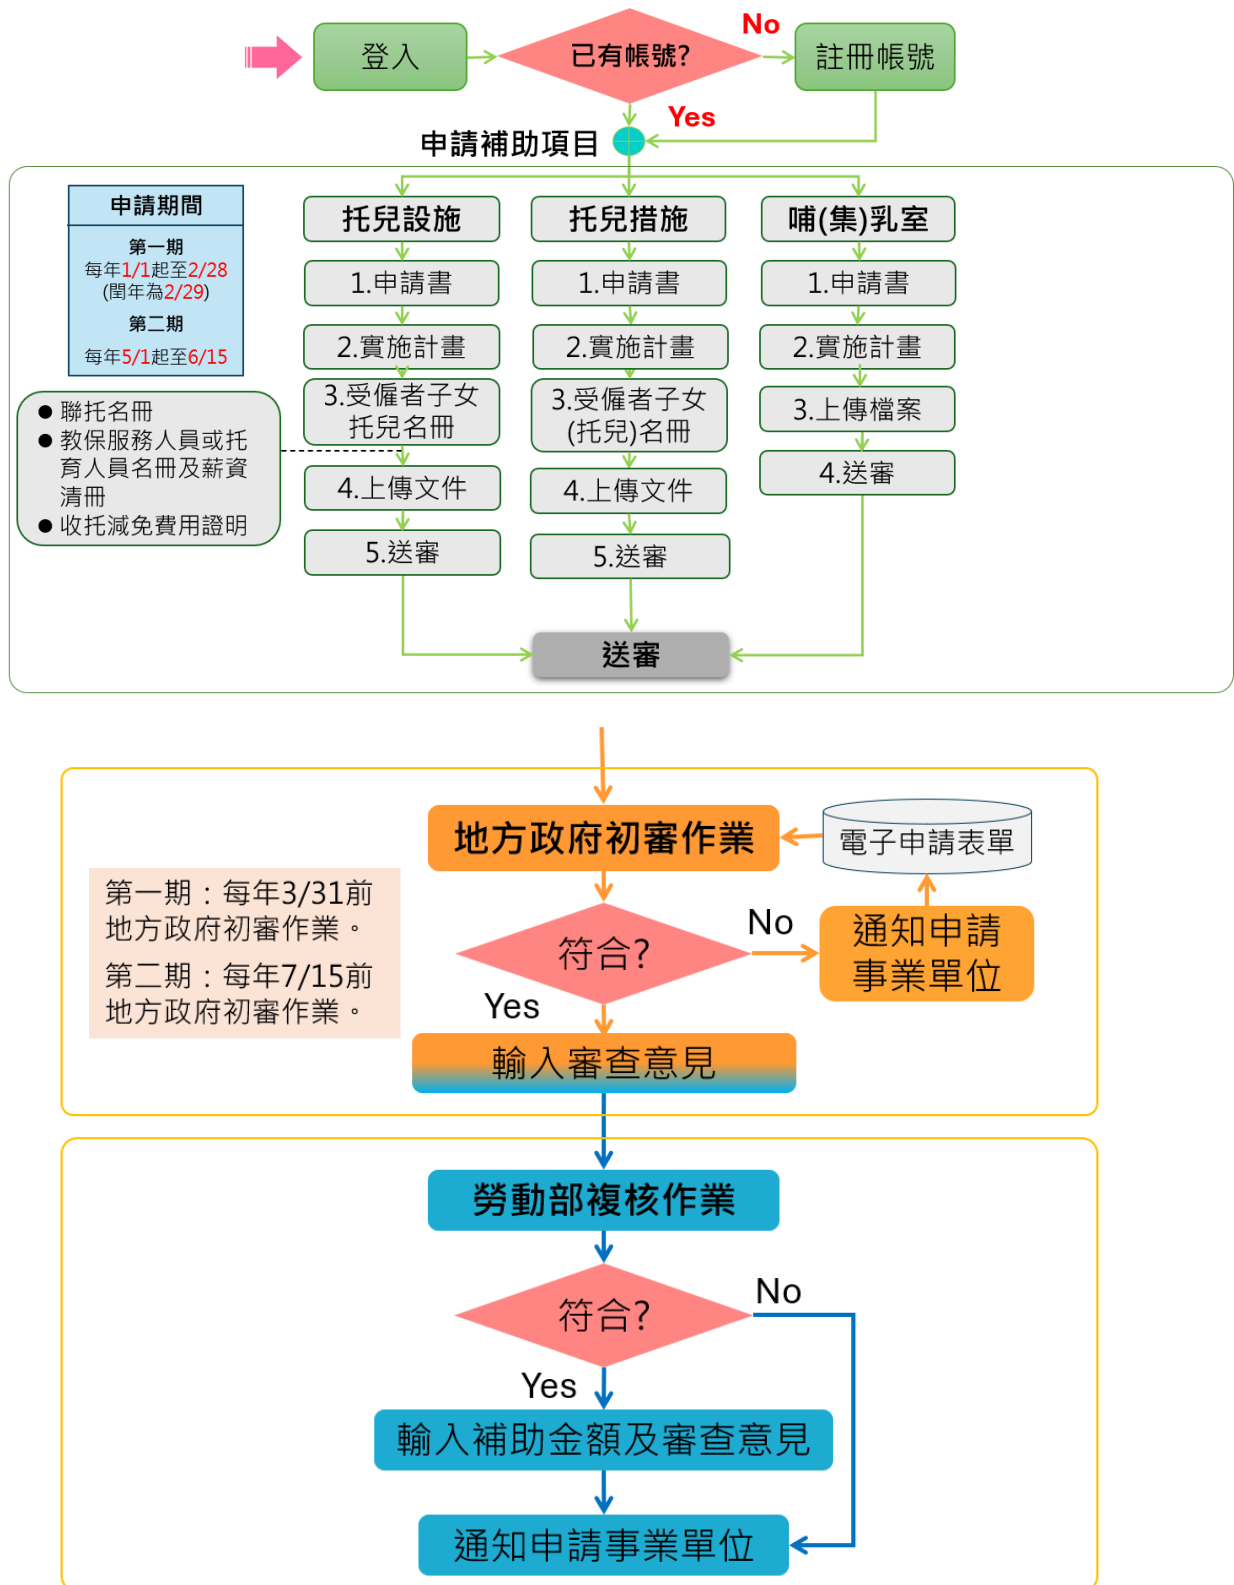 登入
已有帳號?
No
註冊帳號
Yes
申請補助項目
申請期間
第一期
每年1/1起至2/28
(閏年為2/29)
第二期
每年5/1起至6/15
● 聯托名冊
● 教保服務人員或托
育人員名冊及薪資
清冊
● 收托減免費用證明
托兒設施
1.申請書
2.實施計畫
3.受僱者子女
托兒名冊
4.上傳文件
5.送審
托兒措施
1.申請書
2.實施計畫
3.受僱者子女
(托兒)名冊
4.上傳文件
5.送審
哺(集)乳室
1.申請書
2.實施計畫
3.上傳檔案
4.送審
送審
地方政府初審作業
電子申請表單
第一期：每年3/31前
地方政府初審作業。
第二期：每年7/15前
地方政府初審作業。
符合?
No
通知申請
事業單位
Yes
輸入審查意見
勞動部複核作業
符合?
No
Yes
輸入補助金額及審查意見
通知申請事業單位